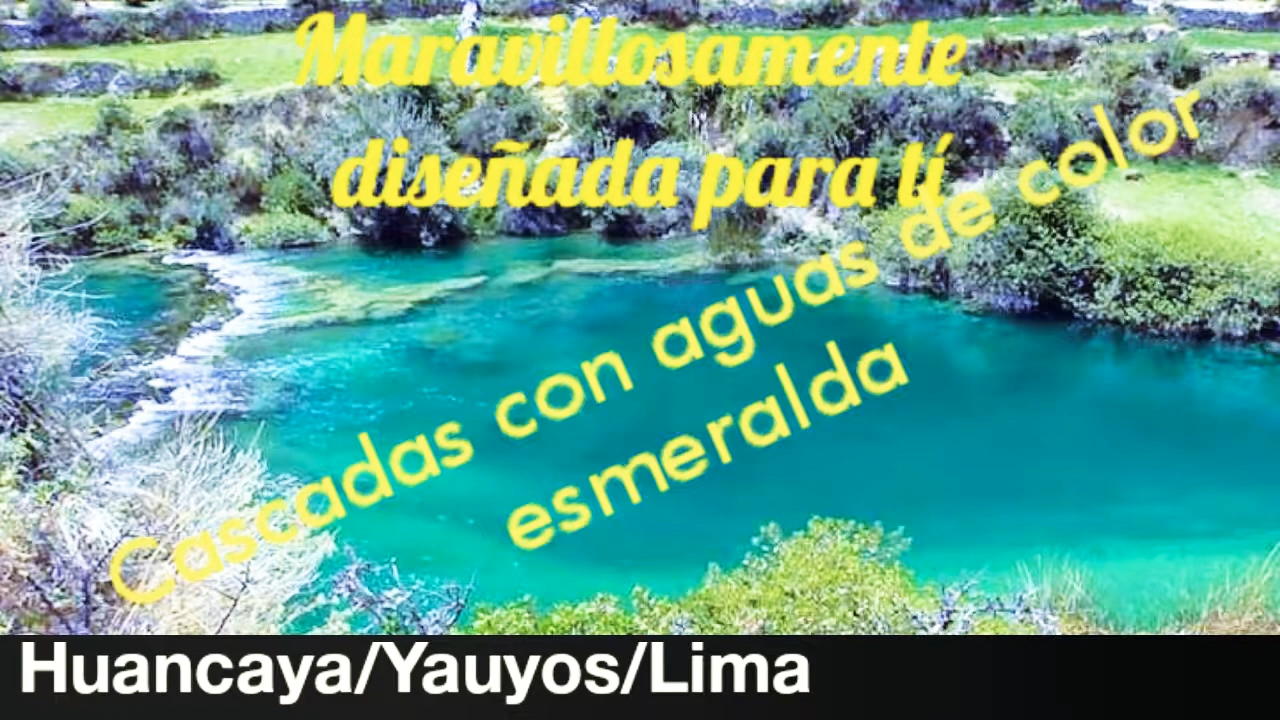 Maravillosamente
diseñada para tí
Cascadas con aguas de color
esmeralda
Huancaya/Yauyos/Lima